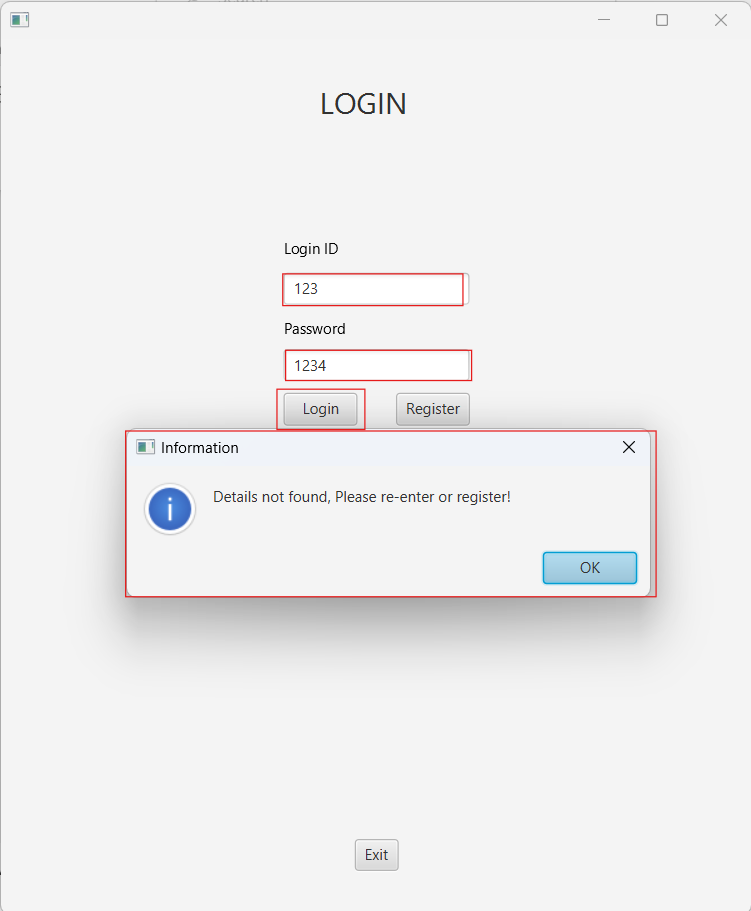 LOGIN
Login ID
123
Password
1234
Login Register
Information
Details not found, Please re-enter or register!
OK
Exit